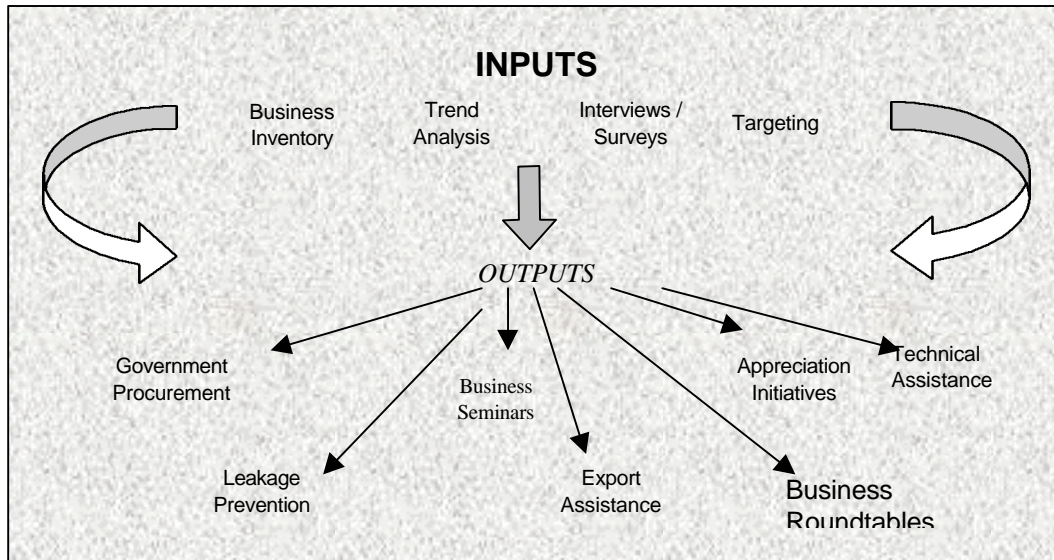 INPUTS
Business
Inventory
Trend
Analysis
Interviews /
Surveys
Targeting
OUTPUTS
Government
Procurement
Business
Seminars
Appreciation
Initiatives
Technical
Assistance
Leakage
Prevention
Export
Assistance
Business
Roundtables